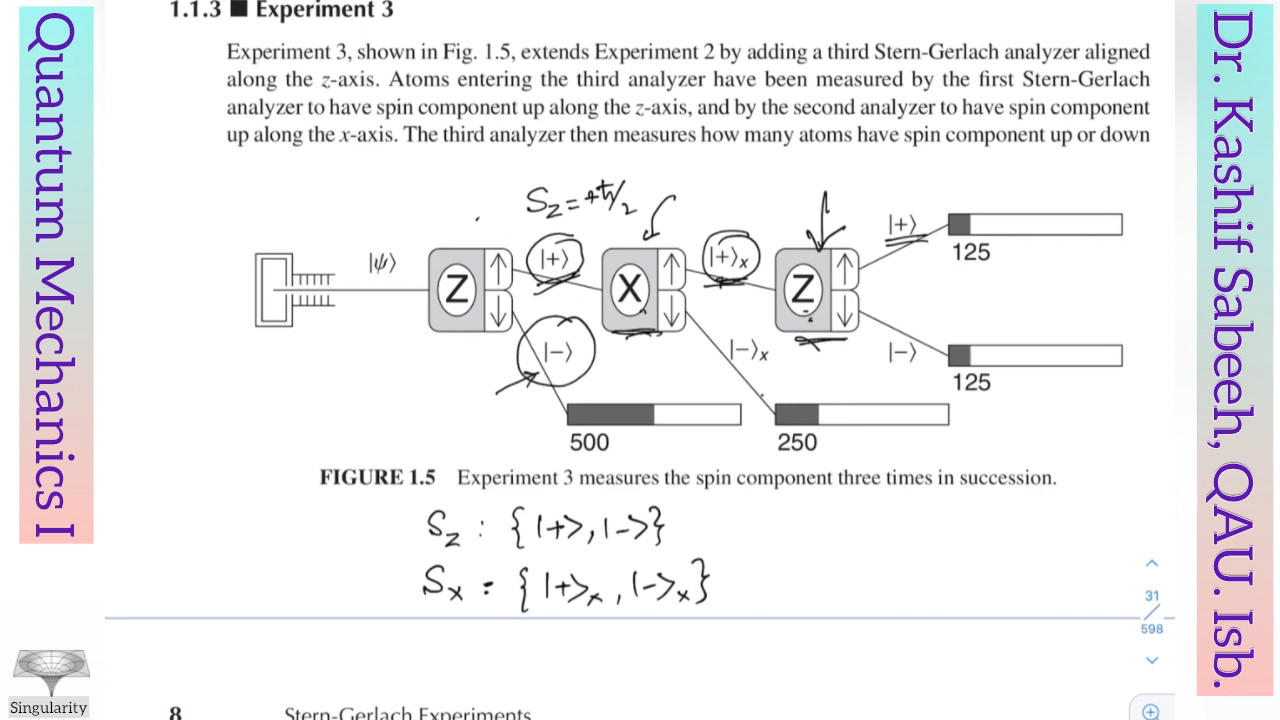 Quantum Mechanics I
1.1.3 ■ Experiment 3
Experiment 3, shown in Fig. 1.5, extends Experiment 2 by adding a third Stern-Gerlach analyzer aligned
along the z-axis. Atoms entering the third analyzer have been measured by the first Stern-Gerlach
analyzer to have spin component up along the z-axis, and by the second analyzer to have spin component
up along the x-axis. The third analyzer then measures how many atoms have spin component up or down
S_z = +ħ/2
|ψ⟩
Z
|+⟩
|−⟩
500
X
|+⟩x
|−⟩x
250
Z
|+⟩
125
|−⟩
125
FIGURE 1.5 Experiment 3 measures the spin component three times in succession.
S_z : {|+>, |->}
S_x = {|+>x, |->x}
31
598
8 Stern-Gerlach Experiments
Singularity
Dr. Kashif Sabeeh, QAU. Isb.